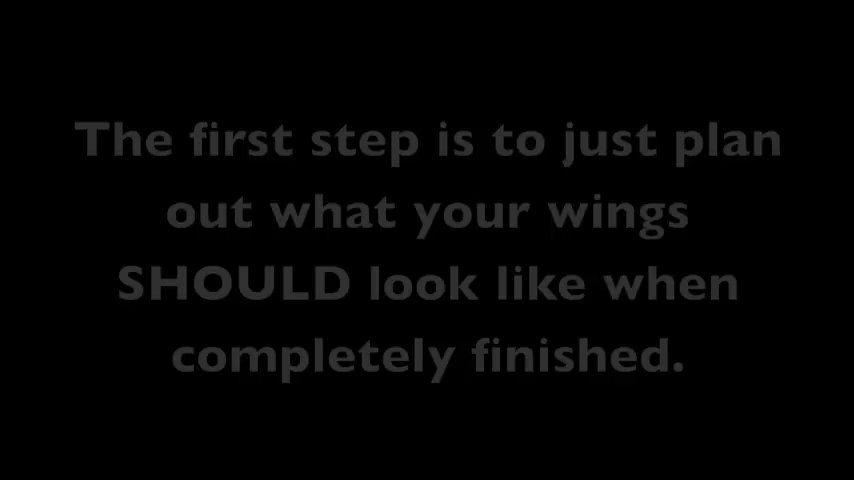 The first step is to just plan
out what your wings
SHOULD look like when
completely finished.